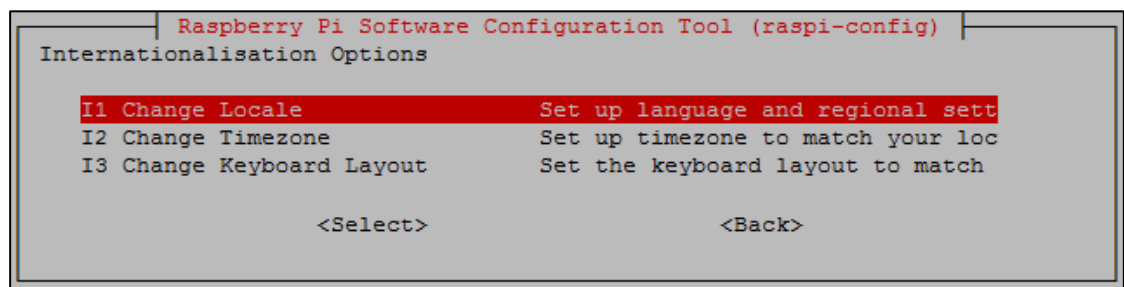 Raspberry Pi Software Configuration Tool (raspi-config)
Internationalisation Options
I1 Change Locale Set up language and regional sett
I2 Change Timezone Set up timezone to match your loc
I3 Change Keyboard Layout Set the keyboard layout to match
<Select> <Back>